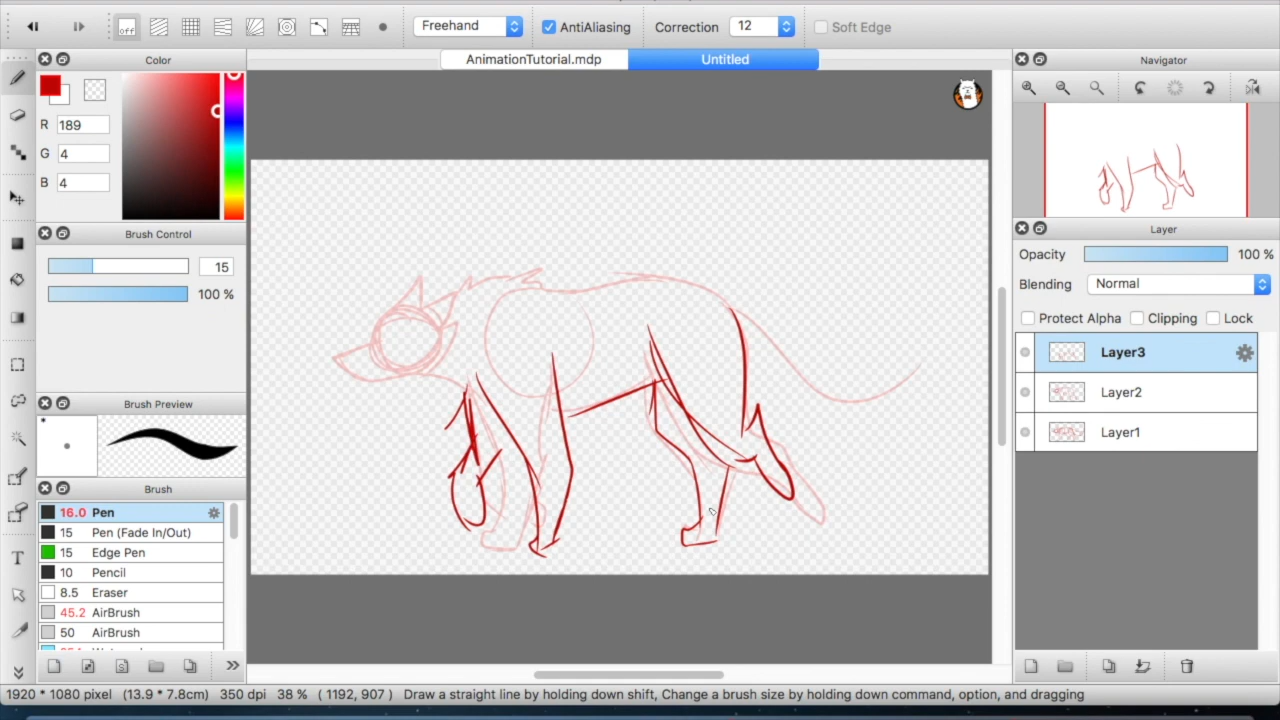 off
Freehand
AntiAliasing
Correction
12
Soft Edge
Color
AnimationTutorial.mdp
Untitled
Navigator
R
189
G
4
B
4
Brush Control
15
100 %
Layer
Opacity
100 %
Blending
Normal
Protect Alpha
Clipping
Lock
Layer3
Layer2
Layer1
Brush Preview
*
Brush
16.0 Pen
15 Pen (Fade In/Out)
15 Edge Pen
10 Pencil
8.5 Eraser
45.2 AirBrush
50 AirBrush
T
1920 * 1080 pixel (13.9 * 7.8cm) 350 dpi 38 % ( 1192, 907 ) Draw a straight line by holding down shift, Change a brush size by holding down command, option, and dragging